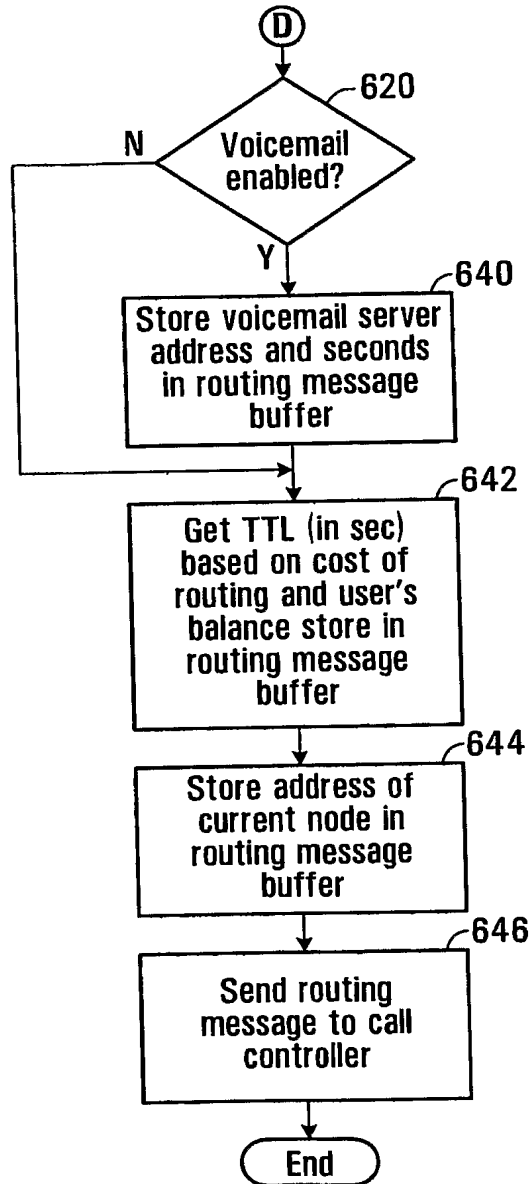 D
620
Voicemail
enabled?
N
Y
640
Store voicemail server
address and seconds
in routing message
buffer
642
Get TTL (in sec)
based on cost of
routing and user's
balance store in
routing message
buffer
644
Store address of
current node in
routing message
buffer
646
Send routing
message to call
controller
End